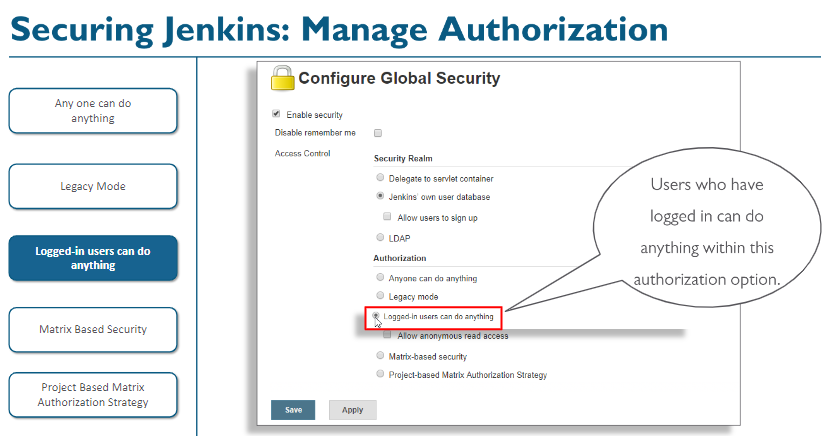 Securing Jenkins: Manage Authorization
Any one can do
anything
Legacy Mode
Logged-in users can do
anything
Matrix Based Security
Project Based Matrix
Authorization Strategy
Configure Global Security
Enable security
Disable remember me
Access Control
Security Realm
Delegate to servlet container
Jenkins' own user database
Allow users to sign up
LDAP
Authorization
Anyone can do anything
Legacy mode
Logged-in users can do anything
Allow anonymous read access
Matrix-based security
Project-based Matrix Authorization Strategy
Save
Apply
Users who have
logged in can do
anything within this
authorization option.